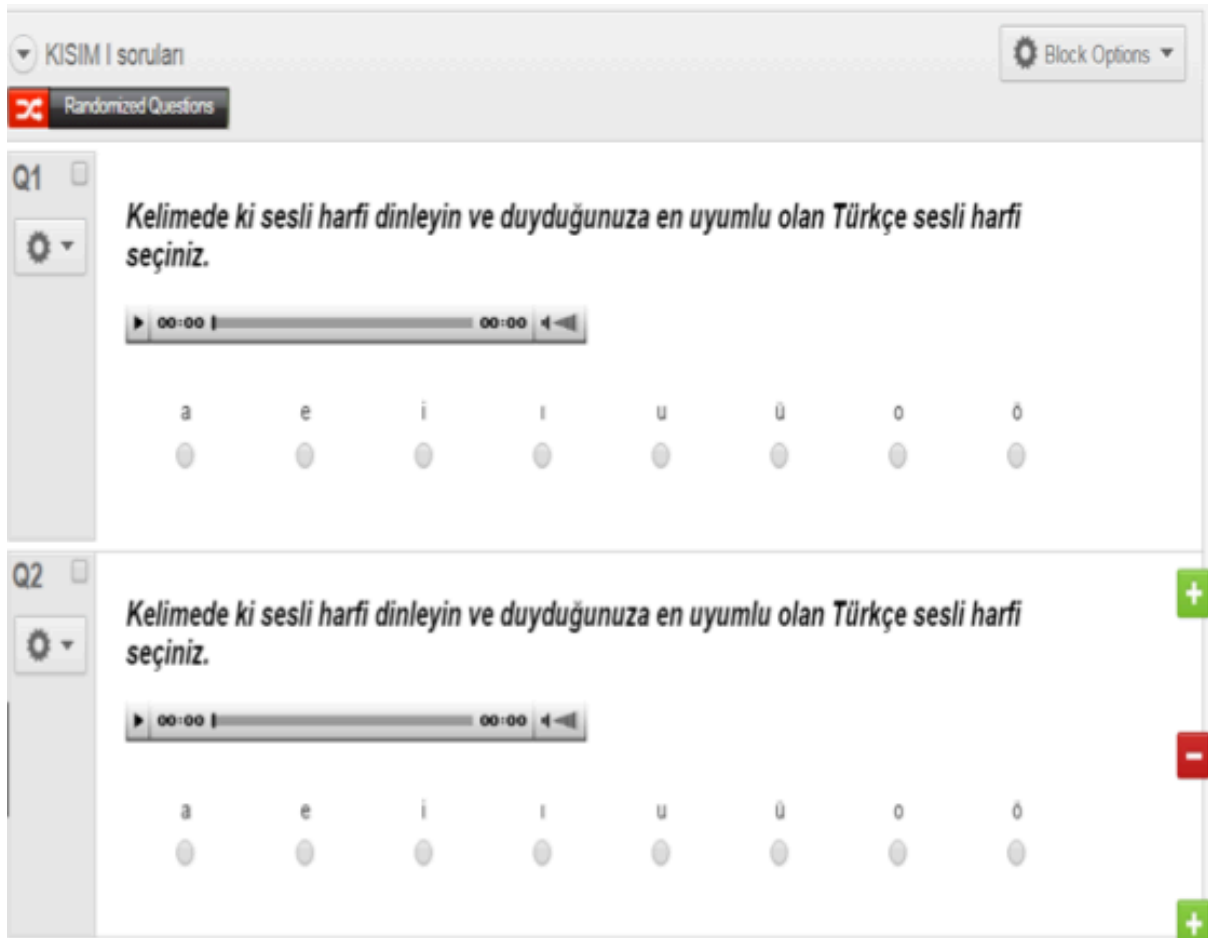 KISIM I soruları
Block Options
Randomized Questions
Q1
Kelimede ki sesli harfi dinleyin ve duyduğunuza en uyumlu olan Türkçe sesli harfi
seçiniz.
00:00 00:00
a e i ı u ü o ö
Q2
Kelimede ki sesli harfi dinleyin ve duyduğunuza en uyumlu olan Türkçe sesli harfi
seçiniz.
00:00 00:00
a e i ı u ü o ö